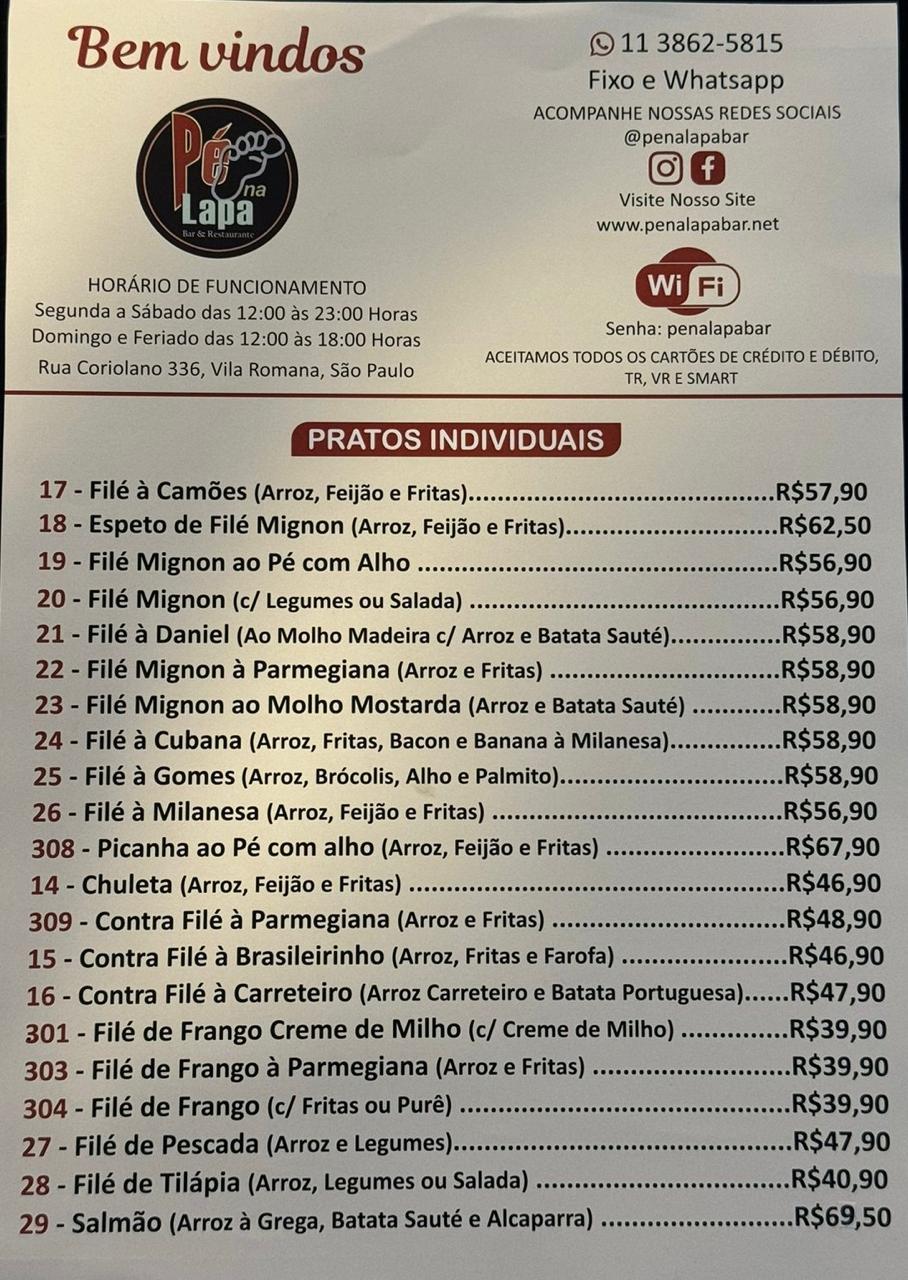 Bem vindos
Pé
na
Lapa
Bar & Restaurante
HORÁRIO DE FUNCIONAMENTO
Segunda a Sábado das 12:00 às 23:00 Horas
Domingo e Feriado das 12:00 às 18:00 Horas
Rua Coriolano 336, Vila Romana, São Paulo
11 3862-5815
Fixo e Whatsapp
ACOMPANHE NOSSAS REDES SOCIAIS
@penalapabar
Visite Nosso Site
www.penalapabar.net
Wi Fi
Senha: penalapabar
ACEITAMOS TODOS OS CARTÕES DE CRÉDITO E DÉBITO,
TR, VR E SMART
PRATOS INDIVIDUAIS
17 - Filé à Camões (Arroz, Feijão e Fritas)..........R$57,90
18 - Espeto de Filé Mignon (Arroz, Feijão e Fritas)..........R$62,50
19 - Filé Mignon ao Pé com Alho ..........R$56,90
20 - Filé Mignon (c/ Legumes ou Salada) ..........R$56,90
21 - Filé à Daniel (Ao Molho Madeira c/ Arroz e Batata Sauté)..........R$58,90
22 - Filé Mignon à Parmegiana (Arroz e Fritas) ..........R$58,90
23 - Filé Mignon ao Molho Mostarda (Arroz e Batata Sauté) ..........R$58,90
24 - Filé à Cubana (Arroz, Fritas, Bacon e Banana à Milanesa)..........R$58,90
25 - Filé à Gomes (Arroz, Brócolis, Alho e Palmito)..........R$58,90
26 - Filé à Milanesa (Arroz, Feijão e Fritas) ..........R$56,90
308 - Picanha ao Pé com alho (Arroz, Feijão e Fritas) ..........R$67,90
14 - Chuleta (Arroz, Feijão e Fritas) ..........R$46,90
309 - Contra Filé à Parmegiana (Arroz e Fritas) ..........R$48,90
15 - Contra Filé à Brasileirinho (Arroz, Fritas e Farofa) ..........R$46,90
16 - Contra Filé à Carreteiro (Arroz Carreteiro e Batata Portuguesa)......R$47,90
301 - Filé de Frango Creme de Milho (c/ Creme de Milho) ..........R$39,90
303 - Filé de Frango à Parmegiana (Arroz e Fritas) ..........R$39,90
304 - Filé de Frango (c/ Fritas ou Purê) ..........R$39,90
27 - Filé de Pescada (Arroz e Legumes)..........R$47,90
28 - Filé de Tilápia (Arroz, Legumes ou Salada) ..........R$40,90
29 - Salmão (Arroz à Grega, Batata Sauté e Alcaparra) ..........R$69,50